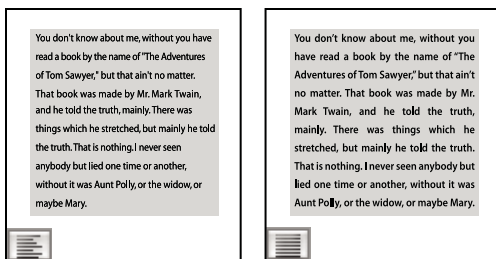 You don't know about me, without you have
read a book by the name of "The Adventures
of Tom Sawyer," but that ain't no matter.
That book was made by Mr. Mark Twain,
and he told the truth, mainly. There was
things which he stretched, but mainly he told
the truth. That is nothing. I never seen
anybody but lied one time or another,
without it was Aunt Polly, or the widow, or
maybe Mary.
You don't know about me, without you
have read a book by the name of “The
Adventures of Tom Sawyer,” but that ain’t
no matter. That book was made by Mr.
Mark Twain, and he told the truth,
mainly. There was things which he
stretched, but mainly he told the truth.
That is nothing. I never seen anybody but
lied one time or another, without it was
Aunt Polly, or the widow, or maybe Mary.